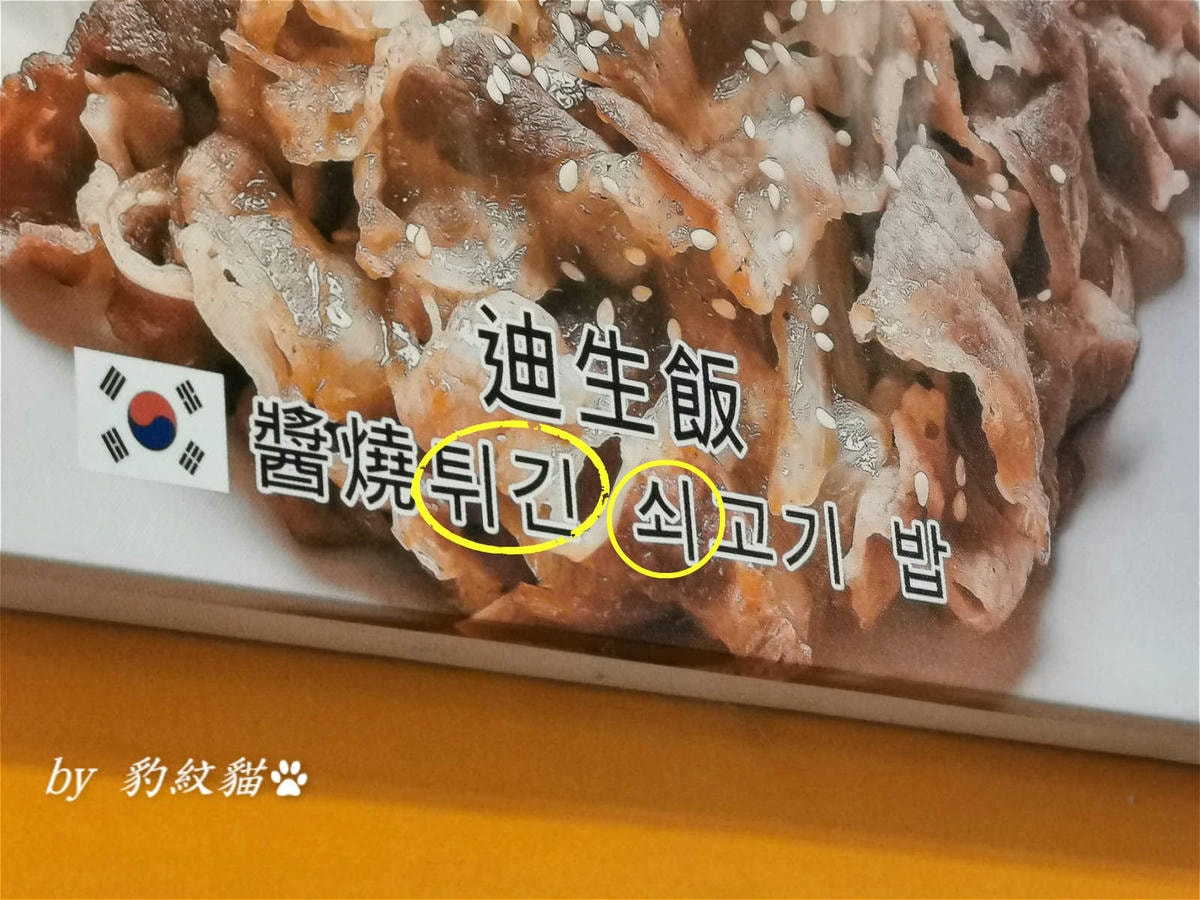 迪生飯
醬燒튀긴 쇠고기 밥
by 豹紋貓